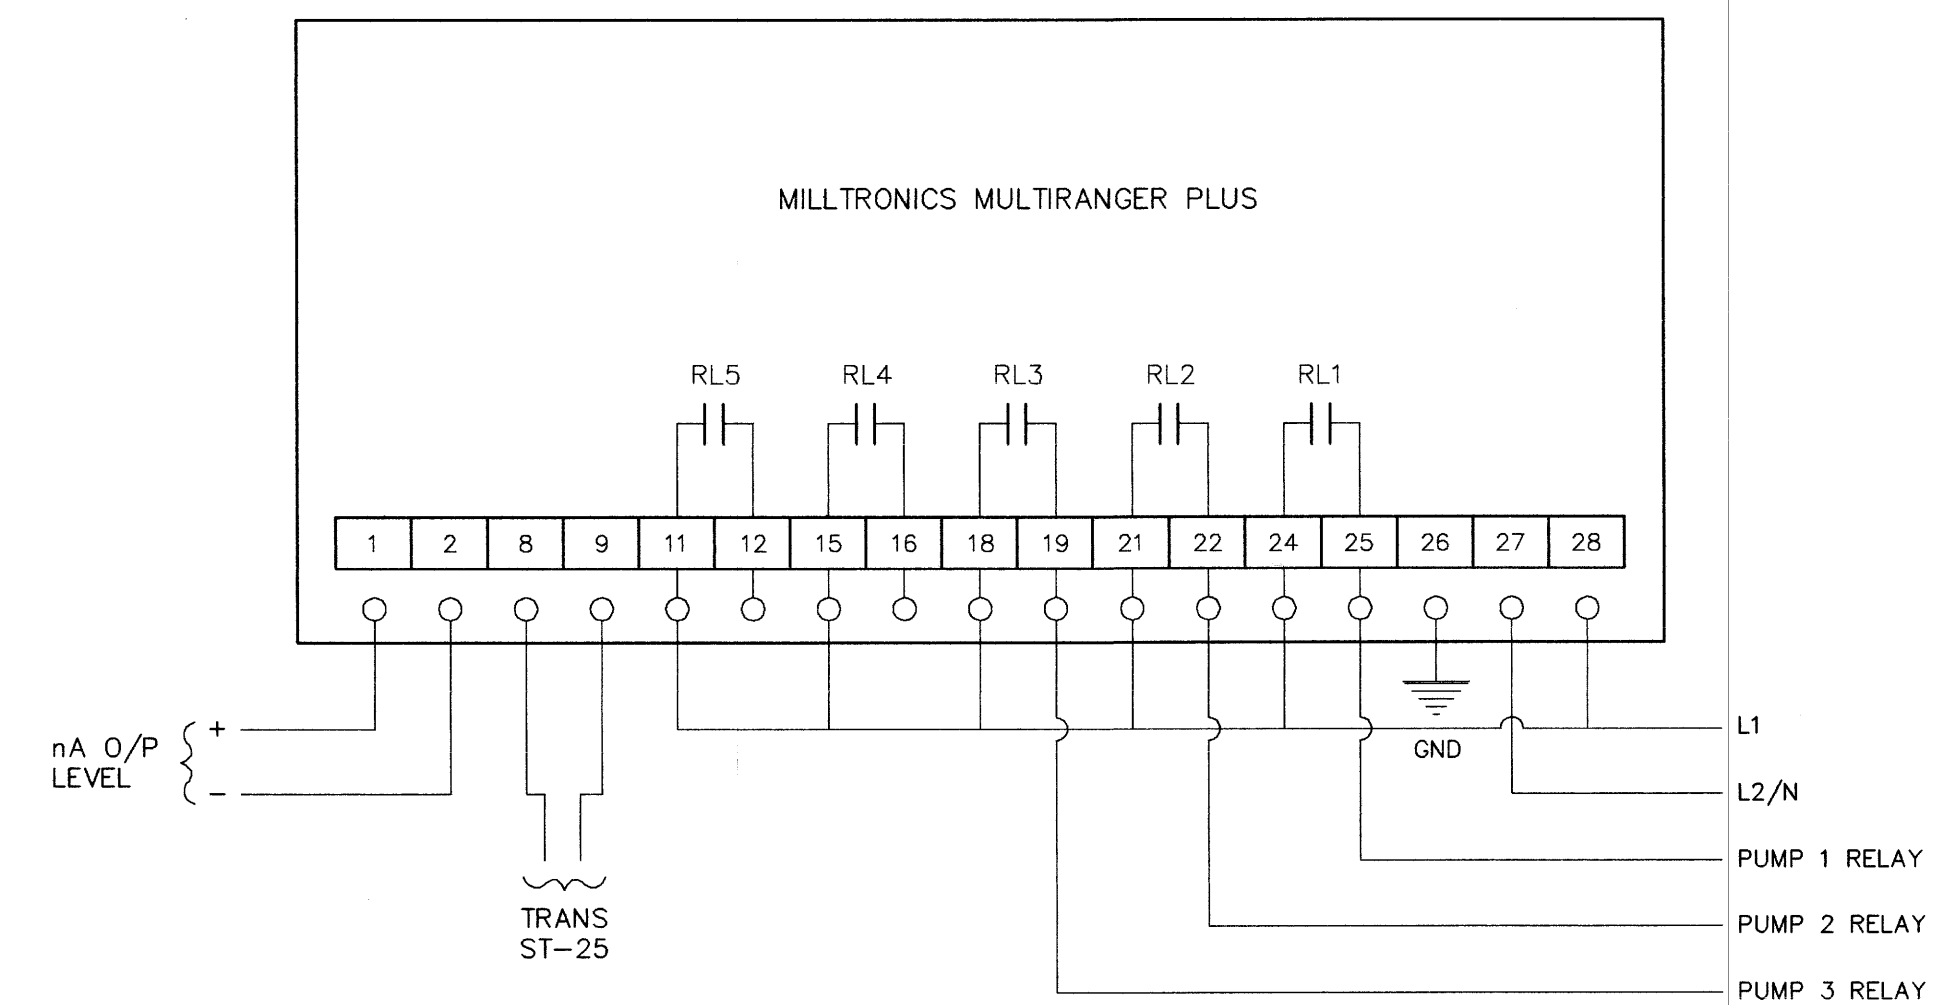 MILLTRONICS MULTIRANGER PLUS
RL5 RL4 RL3 RL2 RL1
1 2 8 9 11 12 15 16 18 19 21 22 24 25 26 27 28
+
nA O/P
LEVEL
−
GND
L1
L2/N
PUMP 1 RELAY
PUMP 2 RELAY
PUMP 3 RELAY
TRANS
ST−25